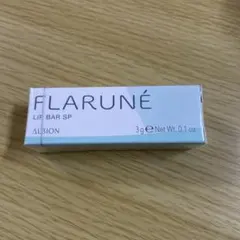 FLARUNÉ
LIP BAR SP
ALBION
3g ℮ Net Wt. 0.1 oz.